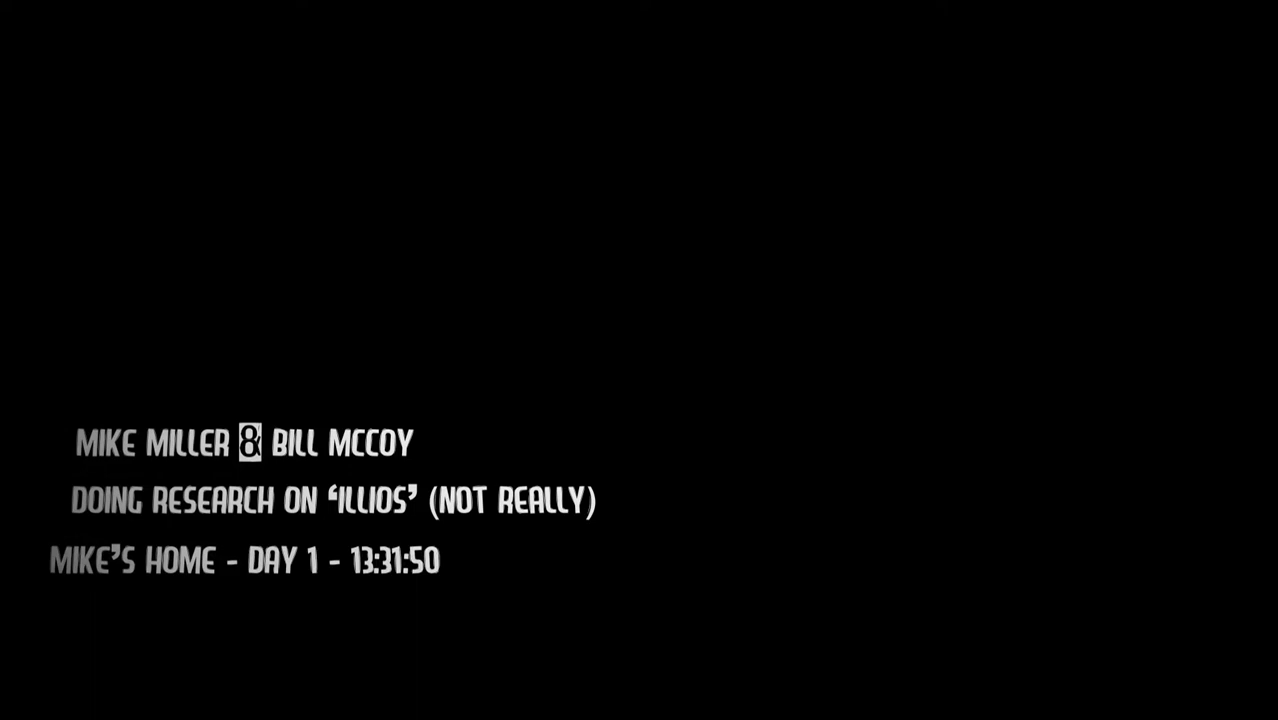 MIKE MILLER & BILL MCCOY
DOING RESEARCH ON ‘ILLIOS’ (NOT REALLY)
MIKE’S HOME - DAY 1 - 13:31:50